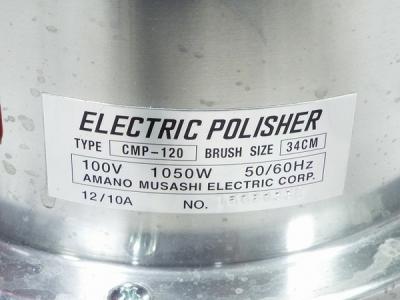 ELECTRIC POLISHER
TYPE CMP-120 BRUSH SIZE 34CM
100V 1050W 50/60Hz
AMANO MUSASHI ELECTRIC CORP.
12/10A NO.